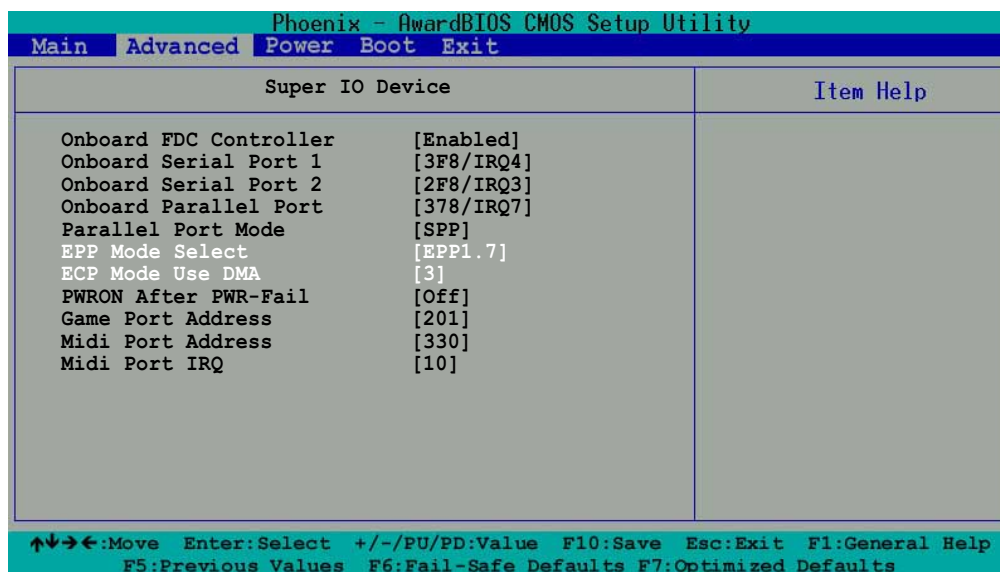 Phoenix - AwardBIOS CMOS Setup Utility
Main Advanced Power Boot Exit
Super IO Device Item Help
Onboard FDC Controller [Enabled]
Onboard Serial Port 1 [3F8/IRQ4]
Onboard Serial Port 2 [2F8/IRQ3]
Onboard Parallel Port [378/IRQ7]
Parallel Port Mode [SPP]
EPP Mode Select [EPP1.7]
ECP Mode Use DMA [3]
PWRON After PWR-Fail [Off]
Game Port Address [201]
Midi Port Address [330]
Midi Port IRQ [10]
↑↓→←:Move Enter:Select +/-/PU/PD:Value F10:Save Esc:Exit F1:General Help
F5:Previous Values F6:Fail-Safe Defaults F7:Optimized Defaults